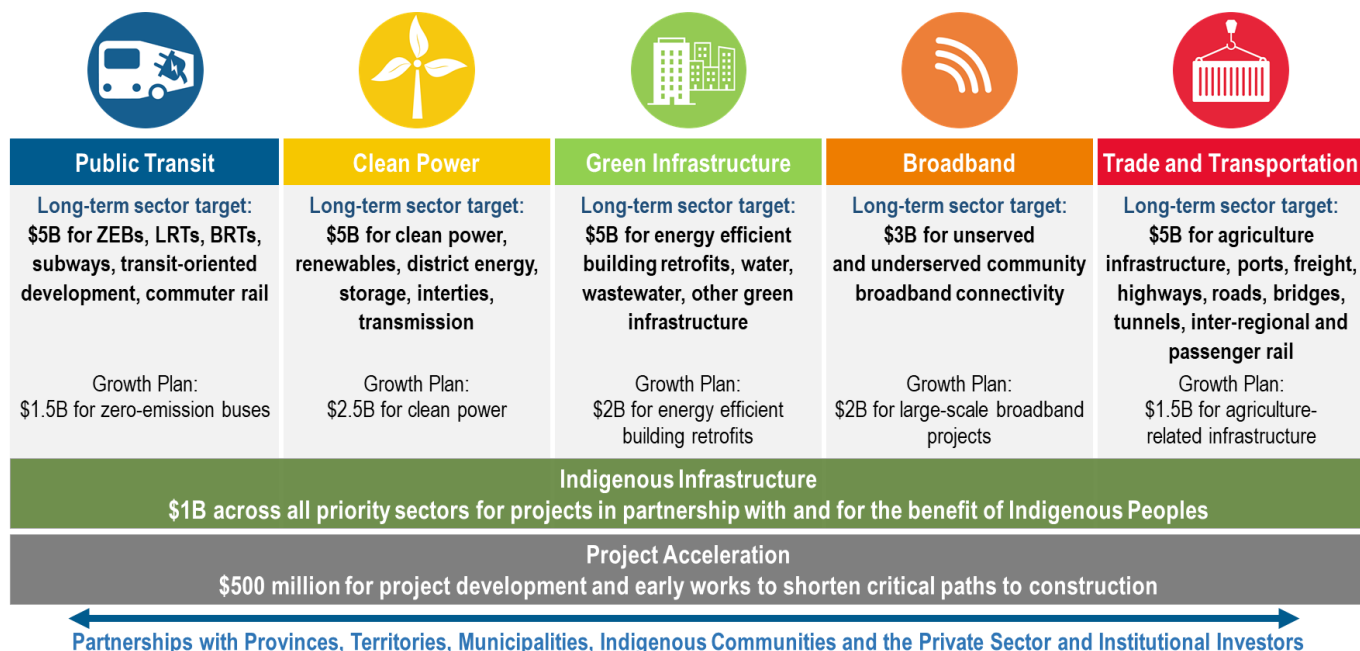 Public Transit
Long-term sector target:
$5B for ZEBs, LRTs, BRTs,
subways, transit-oriented
development, commuter rail
Growth Plan:
$1.5B for zero-emission buses
Clean Power
Long-term sector target:
$5B for clean power,
renewables, district energy,
storage, interties,
transmission
Growth Plan:
$2.5B for clean power
Green Infrastructure
Long-term sector target:
$5B for energy efficient
building retrofits, water,
wastewater, other green
infrastructure
Growth Plan:
$2B for energy efficient
building retrofits
Broadband
Long-term sector target:
$3B for unserved
and underserved community
broadband connectivity
Growth Plan:
$2B for large-scale broadband
projects
Trade and Transportation
Long-term sector target:
$5B for agriculture
infrastructure, ports, freight,
highways, roads, bridges,
tunnels, inter-regional and
passenger rail
Growth Plan:
$1.5B for agriculture-
related infrastructure
Indigenous Infrastructure
$1B across all priority sectors for projects in partnership with and for the benefit of Indigenous Peoples
Project Acceleration
$500 million for project development and early works to shorten critical paths to construction
Partnerships with Provinces, Territories, Municipalities, Indigenous Communities and the Private Sector and Institutional Investors